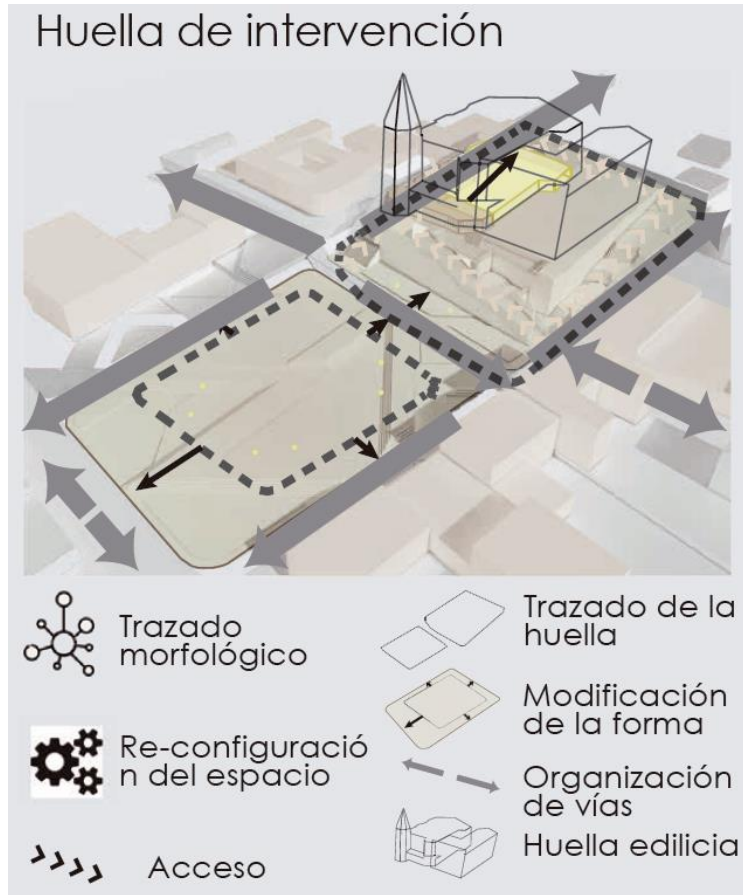 Huella de intervención
Trazado
morfológico
Re-configuració
n del espacio
Acceso
Trazado de la
huella
Modificación
de la forma
Organización
de vías
Huella edilicia